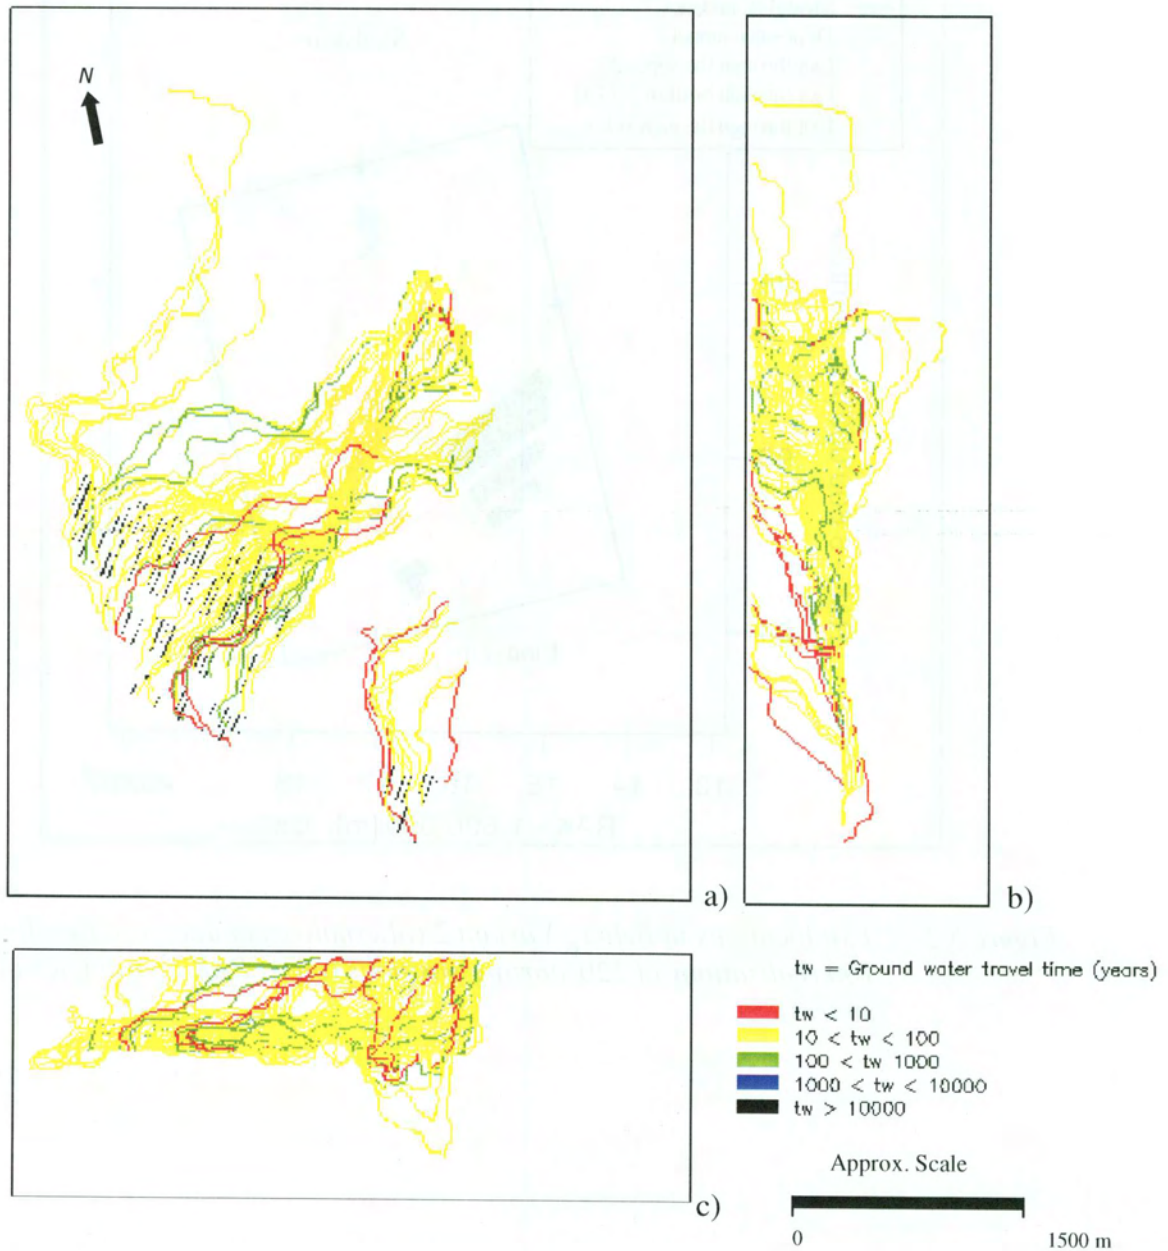 N
a)
b)
c)
tw = Ground water travel time (years)
tw < 10
10 < tw < 100
100 < tw 1000
1000 < tw < 10000
tw > 10000
Approx. Scale
0 1500 m